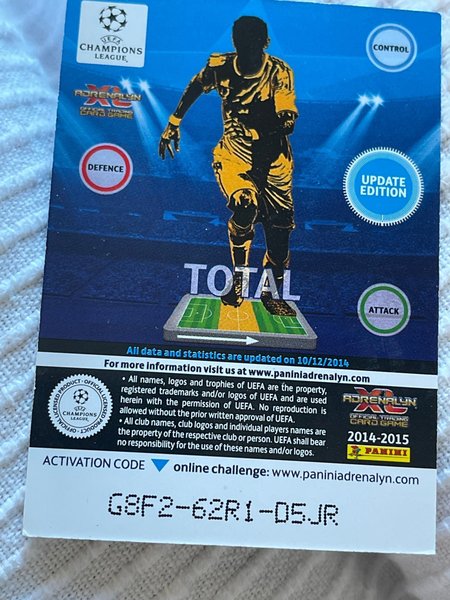 UEFA
CHAMPIONS
LEAGUE®
CONTROL
ADRENALYN
XL
OFFICIAL TRADING
CARD GAME
DEFENCE
UPDATE
EDITION
TOTAL
ATTACK
All data and statistics are updated on 10/12/2014
For more information visit us at www.paniniadrenalyn.com
• All names, logos and trophies of UEFA are the property,
registered trademarks and/or logos of UEFA and are used
herein with the permission of UEFA. No reproduction is
allowed without the prior written approval of UEFA.
• All club names, club logos and individual players names are
the property of the respective club or person. UEFA shall bear
no responsibility for the use of these names and/or logos.
UEFA
CHAMPIONS
LEAGUE
ADRENALYN
XL
OFFICIAL TRADING
CARD GAME
2014-2015
PANINI
ACTIVATION CODE online challenge: www.paniniadrenalyn.com
G8F2-62R1-D5JR